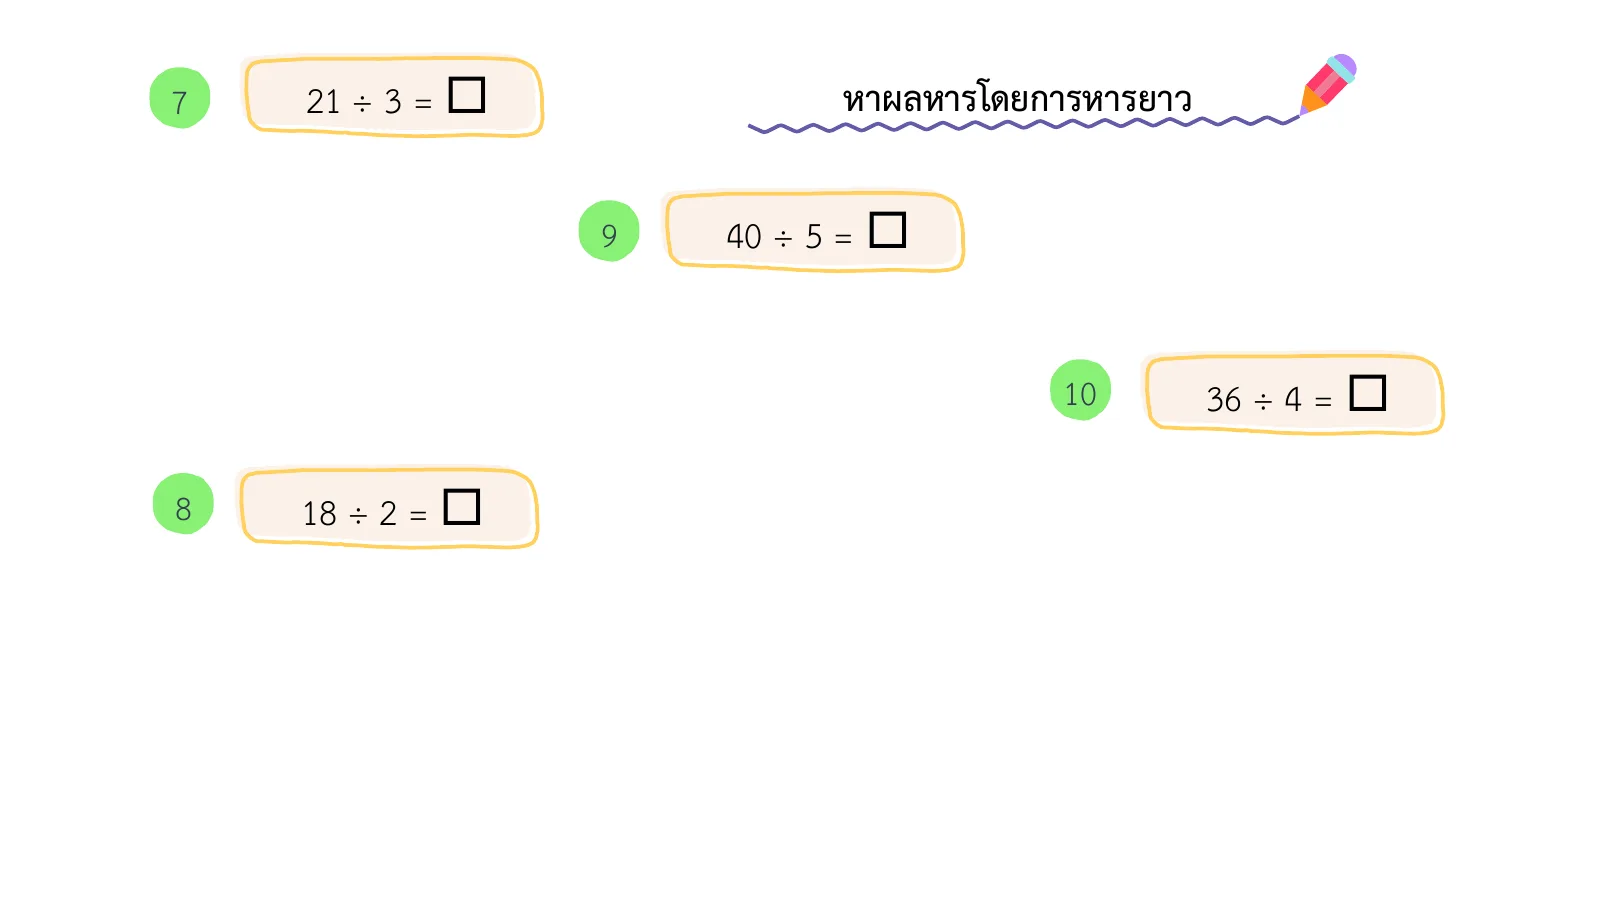 7
21 ÷ 3 = □
หาผลหารโดยการหารยาว
9
40 ÷ 5 = □
10
36 ÷ 4 = □
8
18 ÷ 2 = □